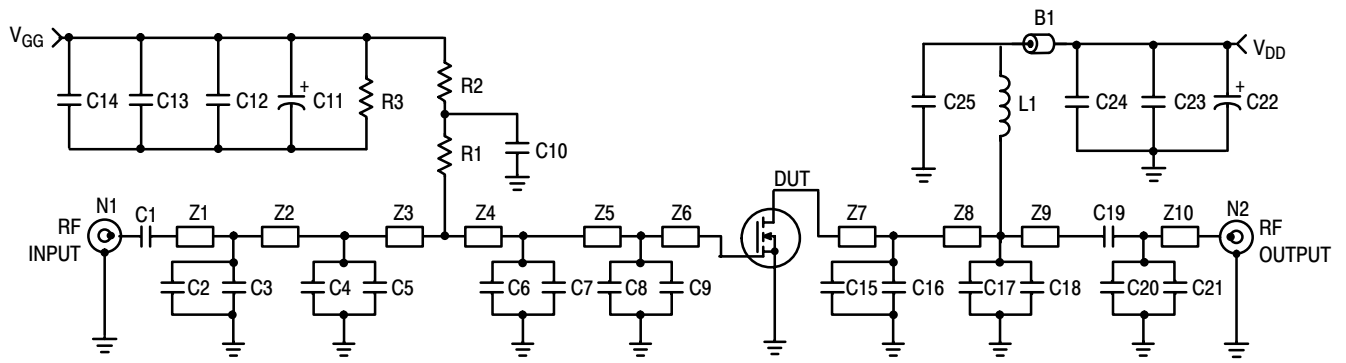 B1
VGG
VDD
C14
C13
C12
+
C11
R3
R2
R1
C10
C25
L1
C24
C23
+
C22
DUT
N1
RF
INPUT
C1
Z1
Z2
Z3
Z4
Z5
Z6
Z7
Z8
Z9
C19
Z10
N2
RF
OUTPUT
C2
C3
C4
C5
C6
C7
C8
C9
C15
C16
C17
C18
C20
C21